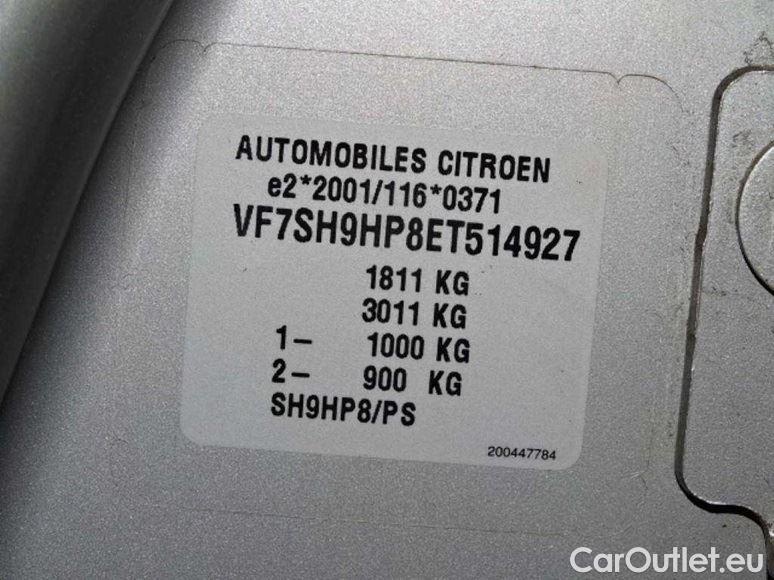 AUTOMOBILES CITROEN
e2*2001/116*0371
VF7SH9HP8ET514927
1811 KG
3011 KG
1- 1000 KG
2- 900 KG
SH9HP8/PS
200447784
CarOutlet.eu